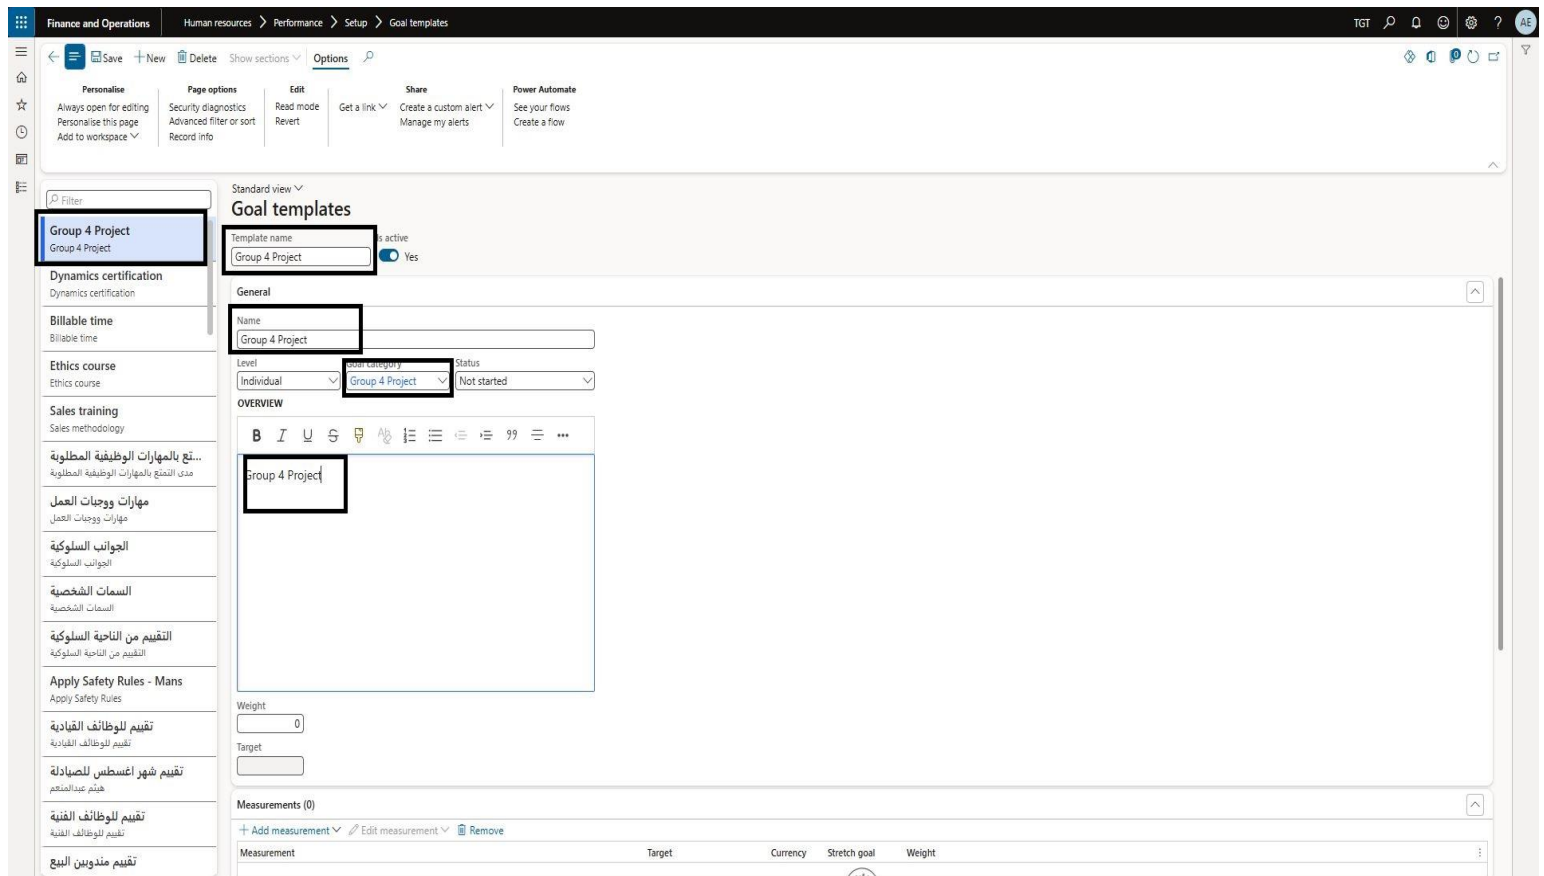 Finance and Operations
Human resources > Performance > Setup > Goal templates
TGT
?
AE
Save
New
Delete
Show sections
Options
0
Personalise
Always open for editing
Personalise this page
Add to workspace
Page options
Security diagnostics
Advanced filter or sort
Record info
Edit
Read mode
Revert
Share
Get a link
Create a custom alert
Manage my alerts
Power Automate
See your flows
Create a flow
Filter
Group 4 Project
Group 4 Project
Dynamics certification
Dynamics certification
Billable time
Billable time
Ethics course
Ethics course
Sales training
Sales methodology
...تع بالمهارات الوظيفية المطلوبة
مدى التمتع بالمهارات الوظيفية المطلوبة
مهارات ووجبات العمل
مهارات ووجبات العمل
الجوانب السلوكية
الجوانب السلوكية
السمات الشخصية
السمات الشخصية
التقييم من الناحية السلوكية
التقييم من الناحية السلوكية
Apply Safety Rules - Mans
Apply Safety Rules
تقييم للوظائف القيادية
تقييم للوظائف القيادية
تقييم شهر اغسطس للصيادلة
هيثم عبدالمنعم
تقييم للوظائف الفنية
تقييم للوظائف الفنية
تقييم مندوبين البيع
Standard view
Goal templates
Template name
Is active
Group 4 Project
Yes
General
Name
Group 4 Project
Level
Goal category
Status
Individual
Group 4 Project
Not started
OVERVIEW
B I U S
Group 4 Project
Weight
0
Target
Measurements (0)
Add measurement
Edit measurement
Remove
Measurement
Target
Currency
Stretch goal
Weight